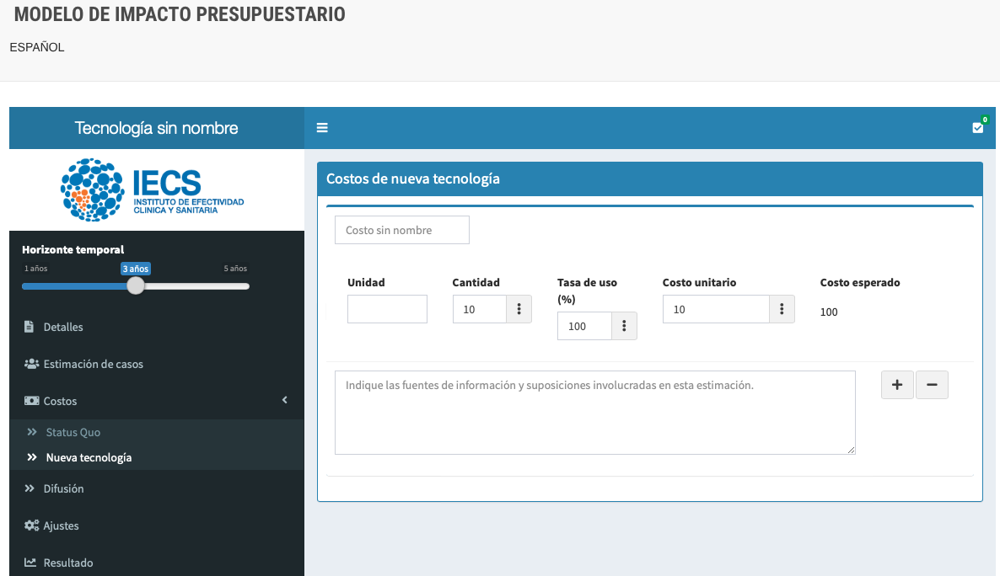 MODELO DE IMPACTO PRESUPUESTARIO
ESPAÑOL
Tecnología sin nombre
0
IECS
INSTITUTO DE EFECTIVIDAD
CLINICA Y SANITARIA
Horizonte temporal
1 años
3 años
5 años
Detalles
Estimación de casos
Costos
Status Quo
Nueva tecnología
Difusión
Ajustes
Resultado
Costos de nueva tecnología
Costo sin nombre
Unidad
Cantidad
10
Tasa de uso
(%)
100
Costo unitario
10
Costo esperado
100
Indique las fuentes de información y suposiciones involucradas en esta estimación.